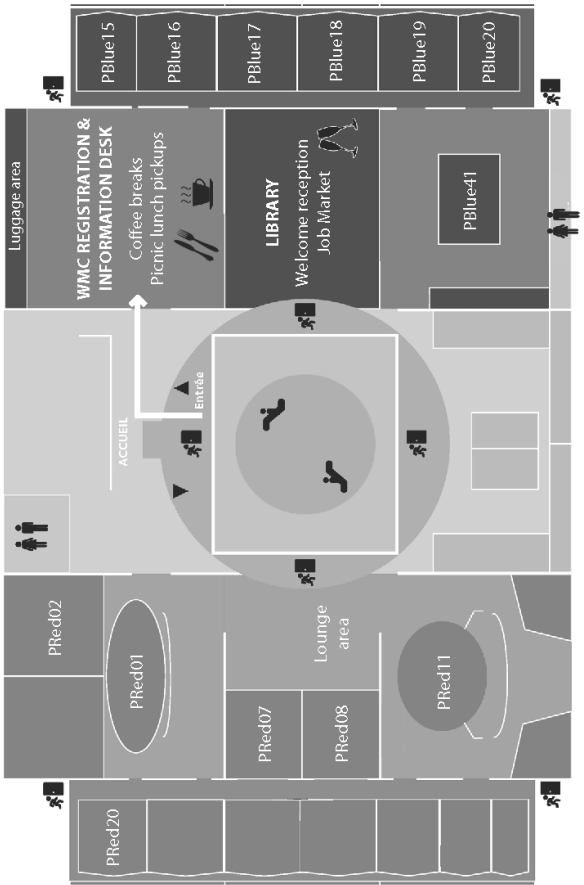 PBlue15
PBlue16
PBlue17
PBlue18
PBlue19
PBlue20
Luggage area
WMC REGISTRATION &
INFORMATION DESK
Coffee breaks
Picnic lunch pickups
LIBRARY
Welcome reception
Job Market
PBlue41
Entrée
ACCUEIL
PRed02
PRed01
Lounge
area
PRed07
PRed08
PRed11
PRed20